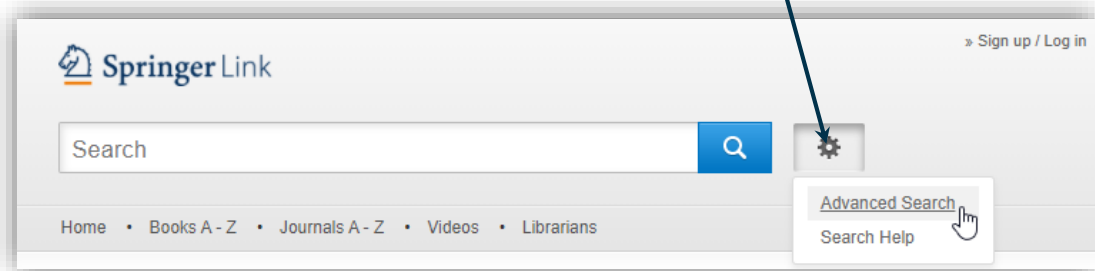 » Sign up / Log in
Springer Link
Search
Advanced Search
Search Help
Home • Books A - Z • Journals A - Z • Videos • Librarians